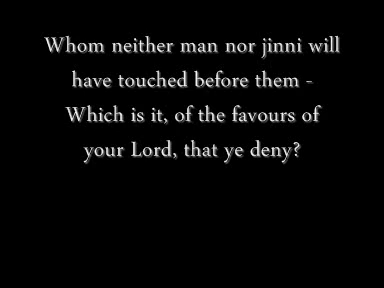 Whom neither man nor jinni will
have touched before them -
Which is it, of the favours of
your Lord, that ye deny?